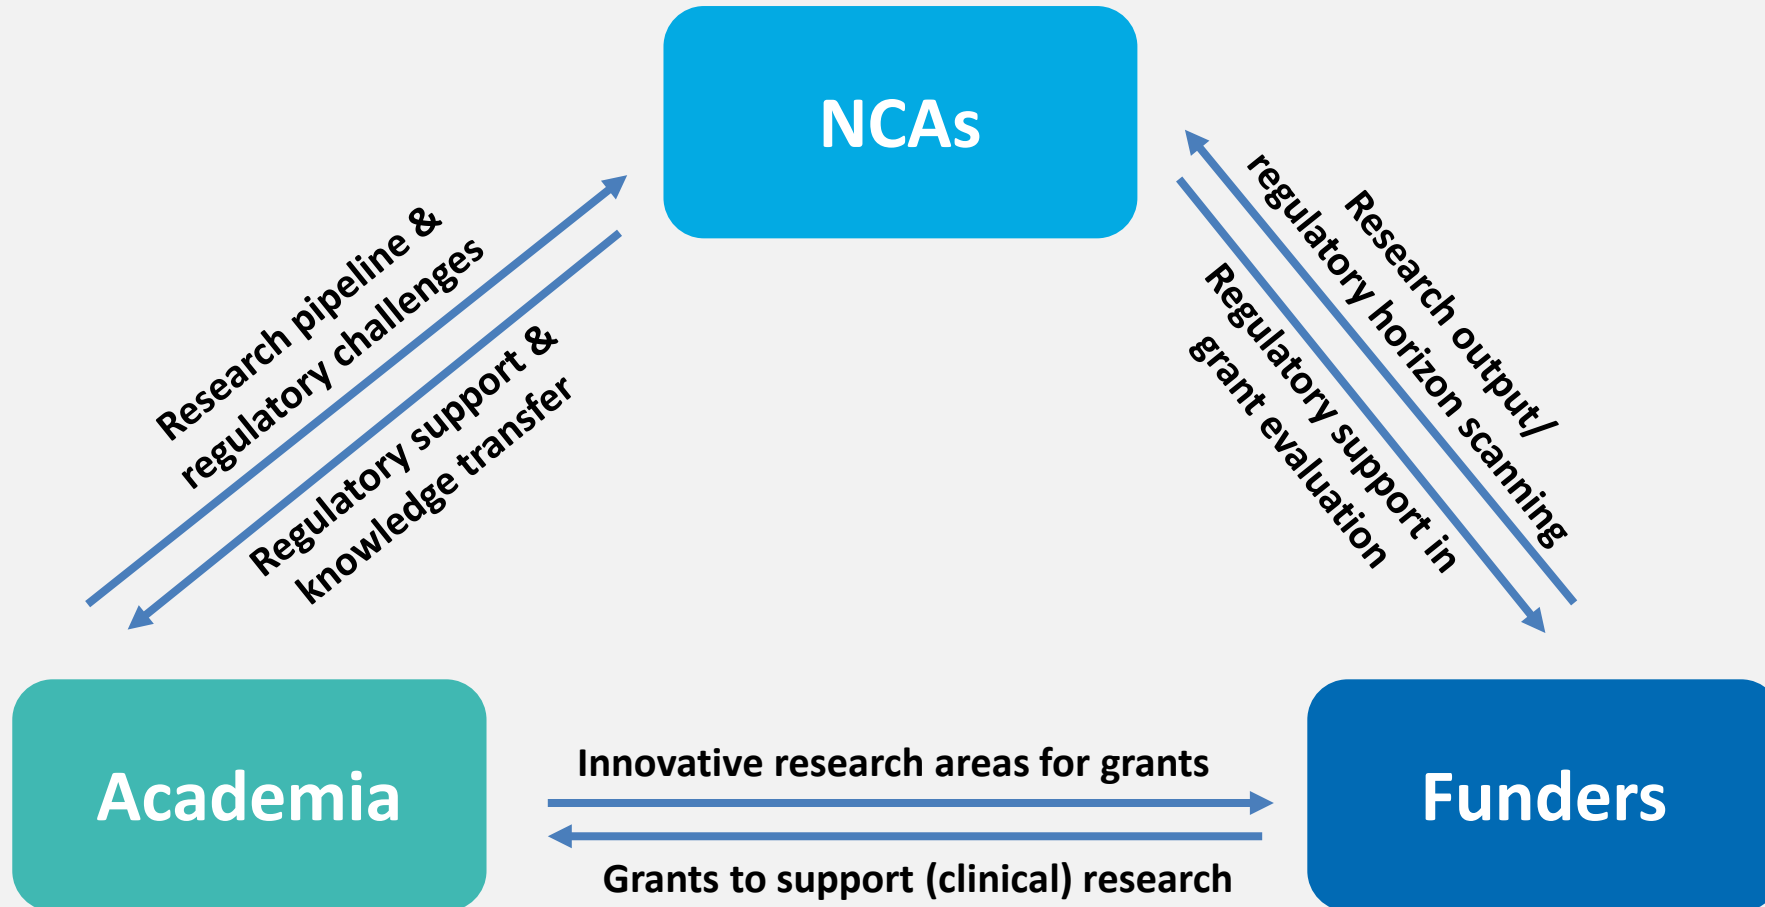 NCAs
Research pipeline &
regulatory challenges
Regulatory support &
knowledge transfer
Research output/
regulatory horizon scanning
Regulatory support in
grant evaluation
Academia
Innovative research areas for grants
Grants to support (clinical) research
Funders